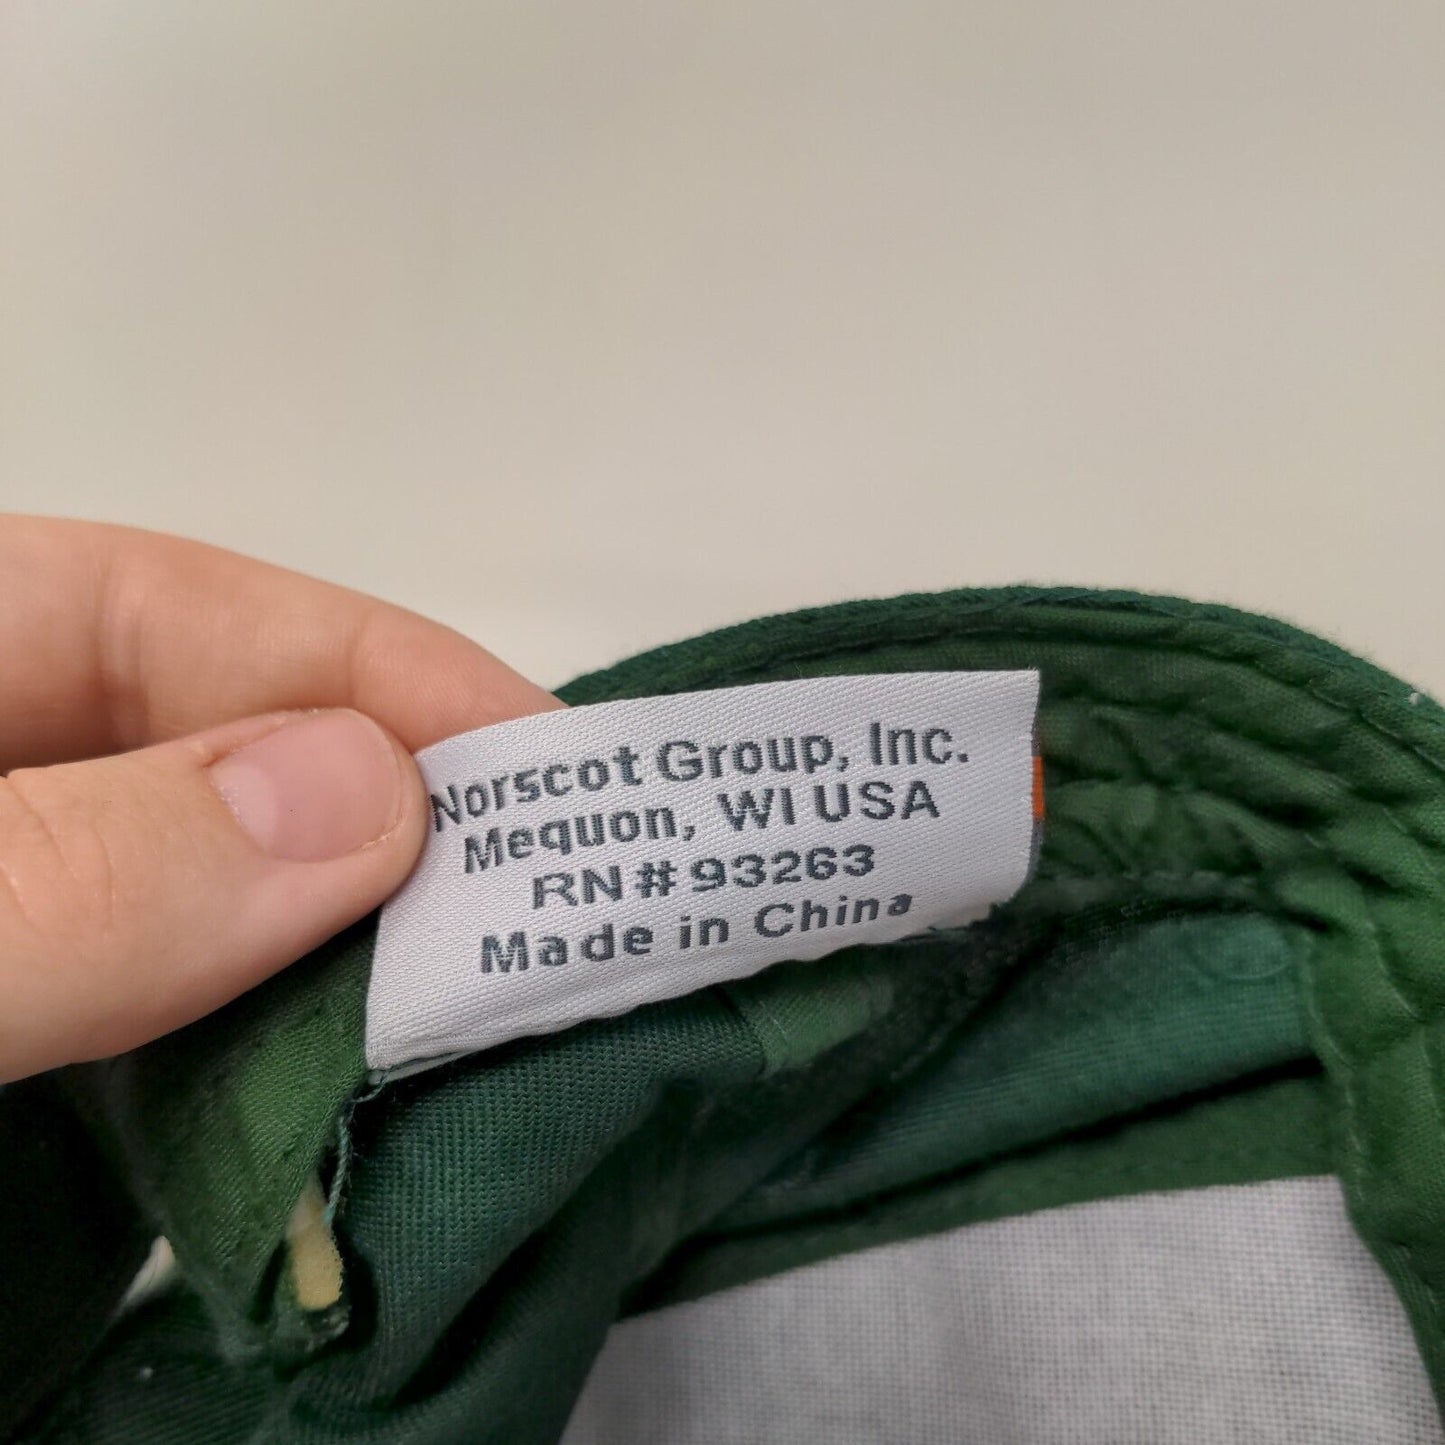 Norscot Group, Inc.
Mequon, WI USA
RN#93263
Made in China